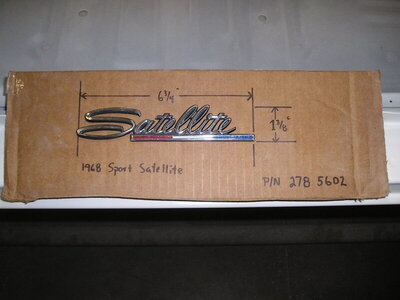 6 3/4"
Satellite
1 3/8"
1968 Sport Satellite
P/N 278 5602